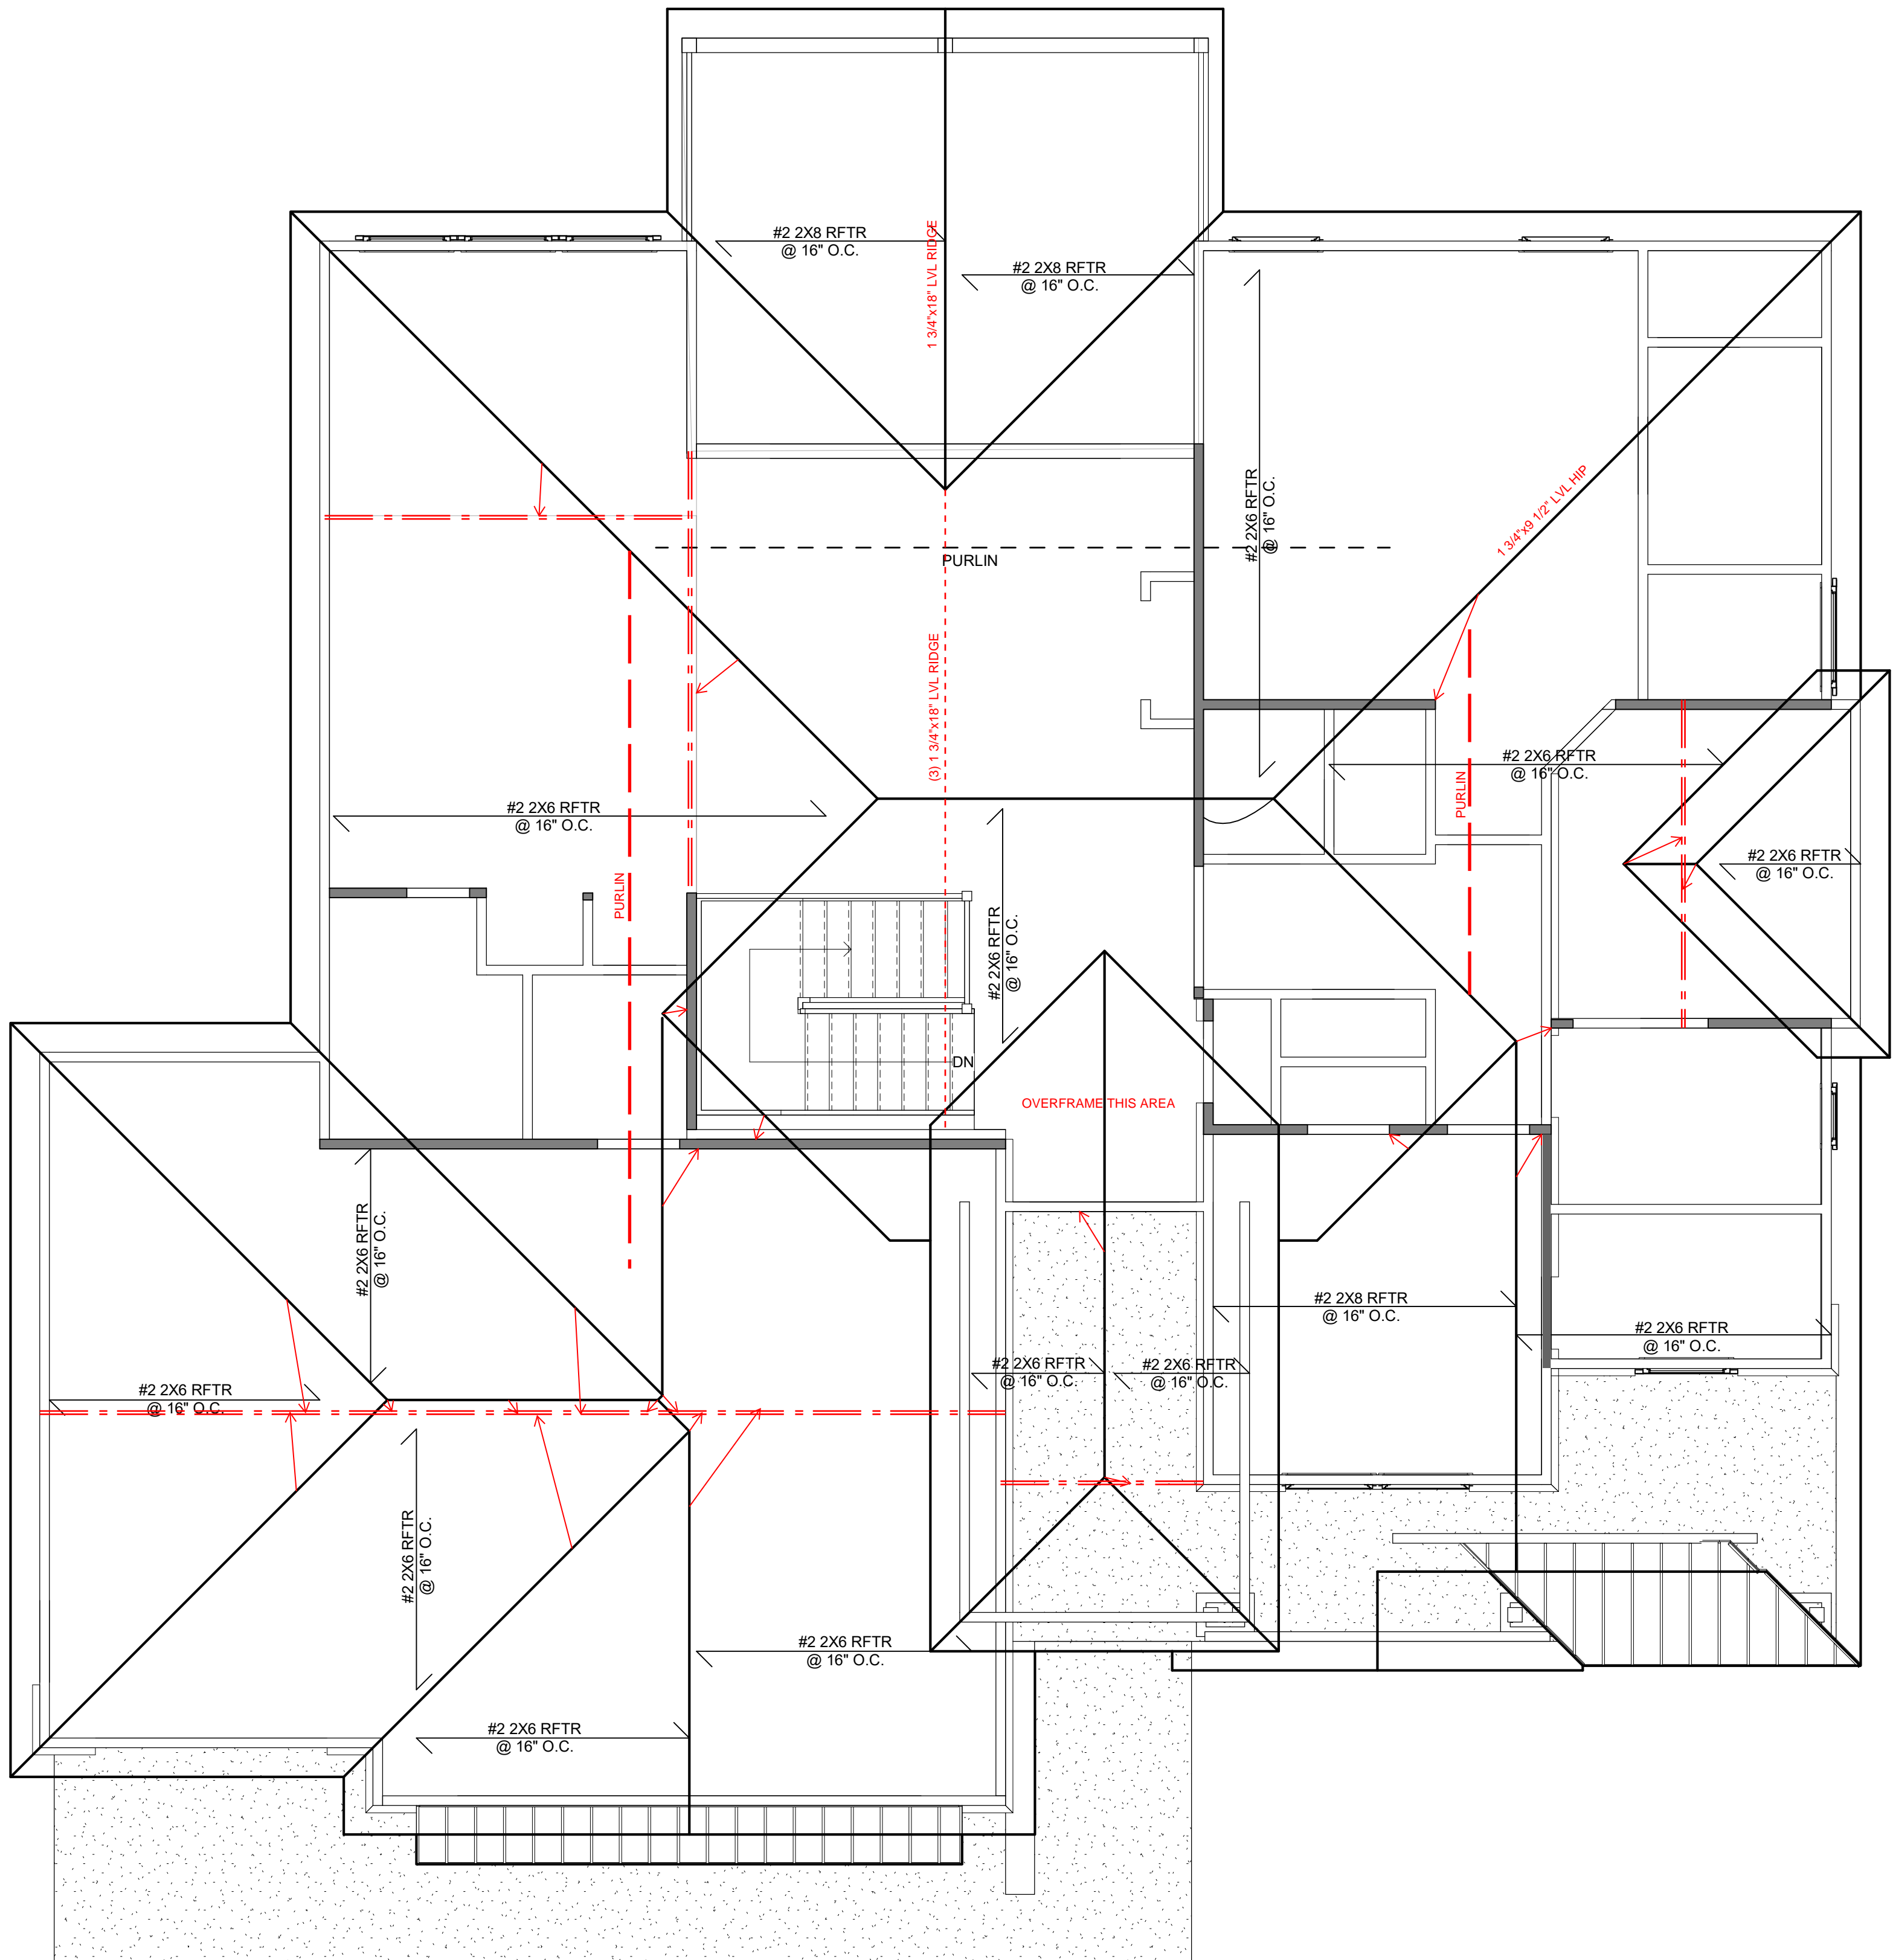 #2 2X8 RFTR
@ 16" O.C.
1 3/4"x18" LVL RIDGE
#2 2X8 RFTR
@ 16" O.C.
#2 2X6 RFTR
@ 16" O.C.
1 3/4"x9 1/2" LVL HIP
PURLIN
(3) 1 3/4"x18" LVL RIDGE
#2 2X6 RFTR
@ 16" O.C.
PURLIN
#2 2X6 RFTR
@ 16" O.C.
PURLIN
#2 2X6 RFTR
@ 16" O.C.
#2 2X6 RFTR
@ 16" O.C.
DN
OVERFRAME THIS AREA
#2 2X6 RFTR
@ 16" O.C.
#2 2X8 RFTR
@ 16" O.C.
#2 2X6 RFTR
@ 16" O.C.
#2 2X6 RFTR
@ 16" O.C.
#2 2X6 RFTR
@ 16" O.C.
#2 2X6 RFTR
@ 16" O.C.
#2 2X6 RFTR
@ 16" O.C.
#2 2X6 RFTR
@ 16" O.C.
#2 2X6 RFTR
@ 16" O.C.